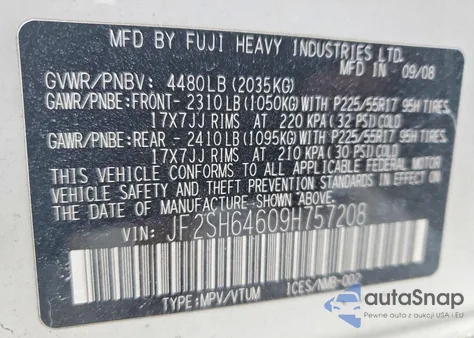 MFD BY FUJI HEAVY INDUSTRIES LTD.
MFD IN - 09/08
GVWR/PNBV: 4480LB (2035KG)
GAWR/PNBE:FRONT- 2310LB(1050KG)WITH P225/55R17 95H TIRES,
17X7JJ RIMS AT 220 KPA(32 PSI)COLD
GAWR/PNBE:REAR - 2410LB(1095KG)WITH P225/55R17 95H TIRES,
17X7JJ RIMS AT 210 KPA(30 PSI)COLD
THIS VEHICLE CONFORMS TO ALL APPLICABLE FEDERAL MOTOR
VEHICLE SAFETY AND THEFT PREVENTION STANDARDS IN EFFECT ON
THE DATE OF MANUFACTURE SHOWN ABOVE.
VIN: JF2SH64609H757208
TYPE:MPV/VTUM ICES/NMB-002
autoSnap
Pewne auta z aukcji USA i EU